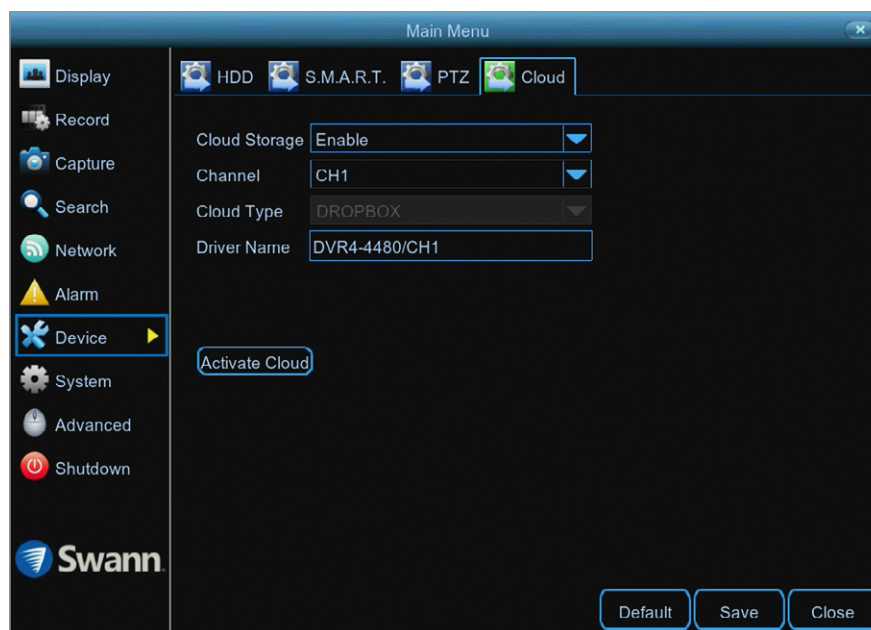 Main Menu
Display
Record
Capture
Search
Network
Alarm
Device
System
Advanced
Shutdown
Swann
HDD S.M.A.R.T. PTZ Cloud
Cloud Storage Enable
Channel CH1
Cloud Type DROPBOX
Driver Name DVR4-4480/CH1
Activate Cloud
Default Save Close